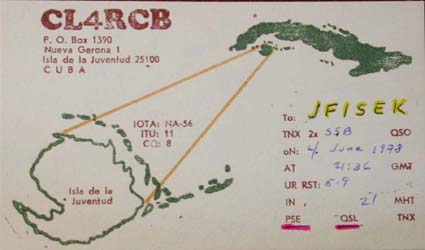 CL4RCB
P. O. Box 1390
Nueva Gerona 1
Isla de la Juventud 25100
CUBA
IOTA: NA-56
ITU: 11
CQ: 8
Isla de la
Juventud
To: JF1SEK
TNX 2x SSB QSO
oN: 4, June 1978
AT 21:36 GMT
UR RST: 5.9
IN 21 MHT
PSE QSL TNX